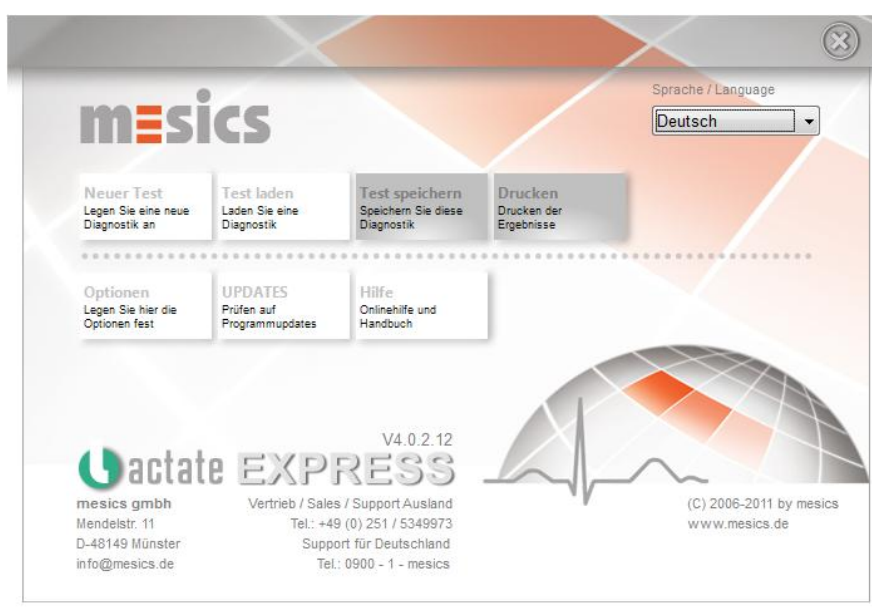 Sprache / Language
mesics
Deutsch
Neuer Test
Legen Sie eine neue
Diagnostik an
Test laden
Laden Sie eine
Diagnostik
Test speichern
Speichern Sie diese
Diagnostik
Drucken
Drucken der
Ergebnisse
Optionen
Legen Sie hier die
Optionen fest
UPDATES
Prüfen auf
Programmupdates
Hilfe
Onlinehilfe und
Handbuch
V4.0.2.12
Lactate EXPRESS
mesics gmbh
Mendelstr. 11
D-48149 Münster
info@mesics.de
Vertrieb / Sales / Support Ausland
Tel.: +49 (0) 251 / 5349973
Support für Deutschland
Tel.: 0900 - 1 - mesics
(C) 2006-2011 by mesics
www.mesics.de